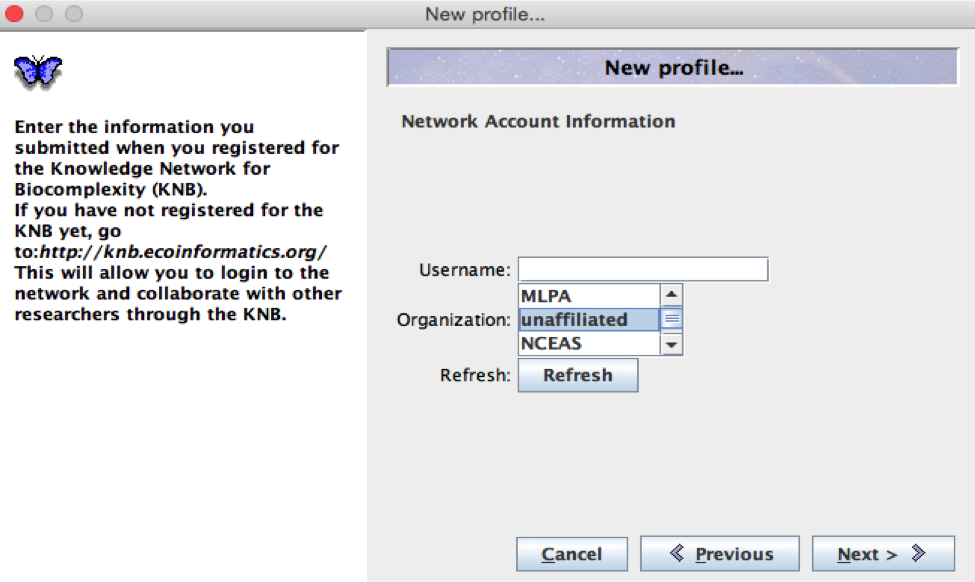 New profile...
Enter the information you
submitted when you registered for
the Knowledge Network for
Biocomplexity (KNB).
If you have not registered for the
KNB yet, go
to:http://knb.ecoinformatics.org/
This will allow you to login to the
network and collaborate with other
researchers through the KNB.
New profile...
Network Account Information
Username:
Organization:
MLPA
unaffiliated
NCEAS
Refresh: Refresh
Cancel Previous Next >